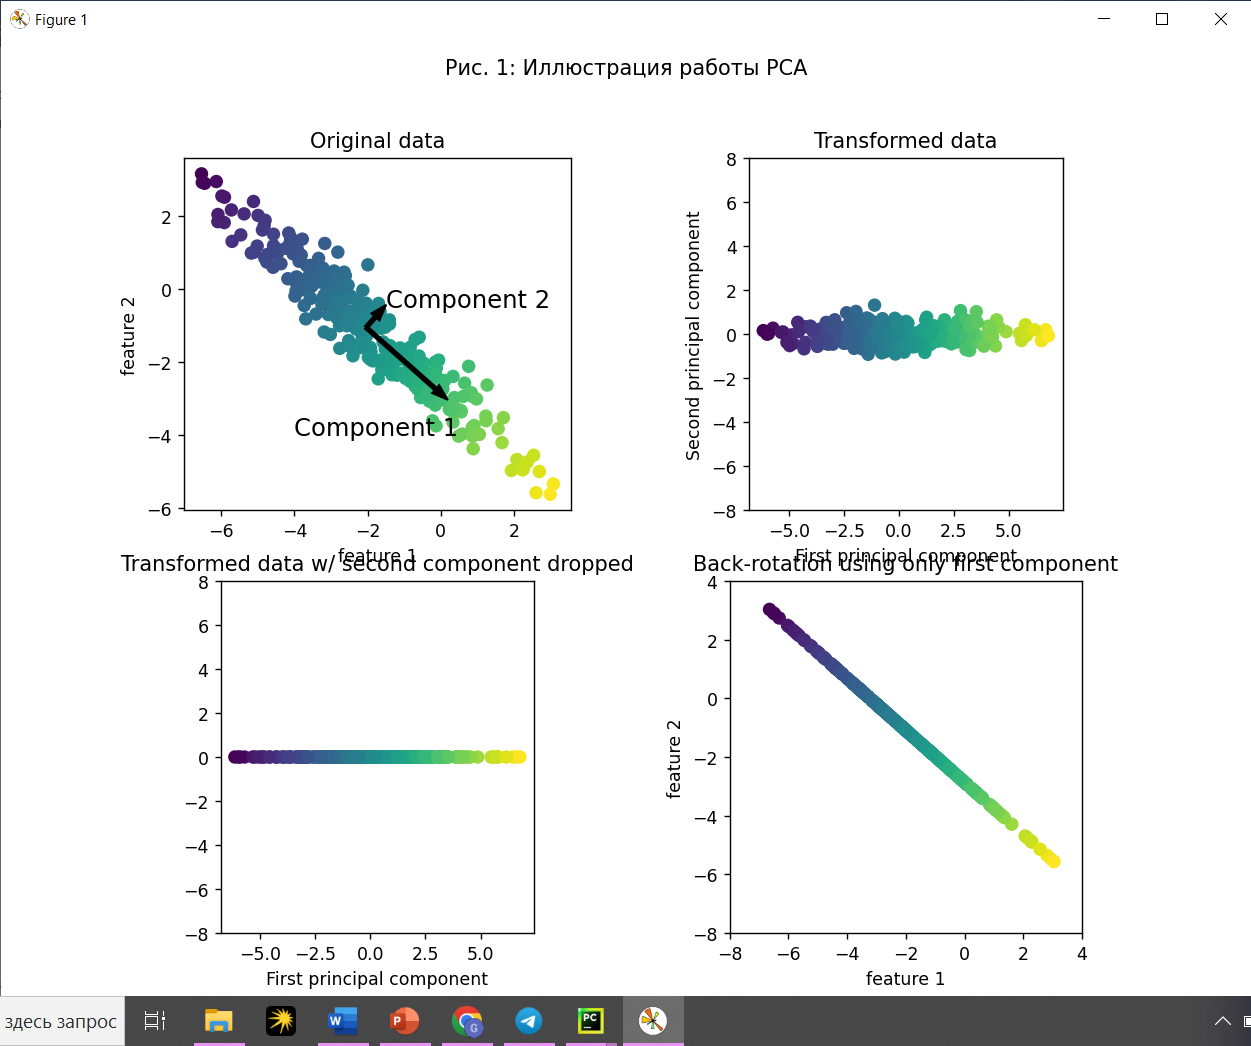 Figure 1
Рис. 1: Иллюстрация работы PCA
Original data
2
0
−2
−4
−6
feature 2
Component 2
Component 1
−6 −4 −2 0 2
feature 1
Transformed data
8
6
4
2
0
−2
−4
−6
−8
Second principal component
−5.0 −2.5 0.0 2.5 5.0
First principal component
Transformed data w/ second component dropped
8
6
4
2
0
−2
−4
−6
−8
−5.0 −2.5 0.0 2.5 5.0
First principal component
Back-rotation using only first component
4
2
0
−2
−4
−6
−8
feature 2
−8 −6 −4 −2 0 2 4
feature 1
здесь запрос
W
P
G
PC